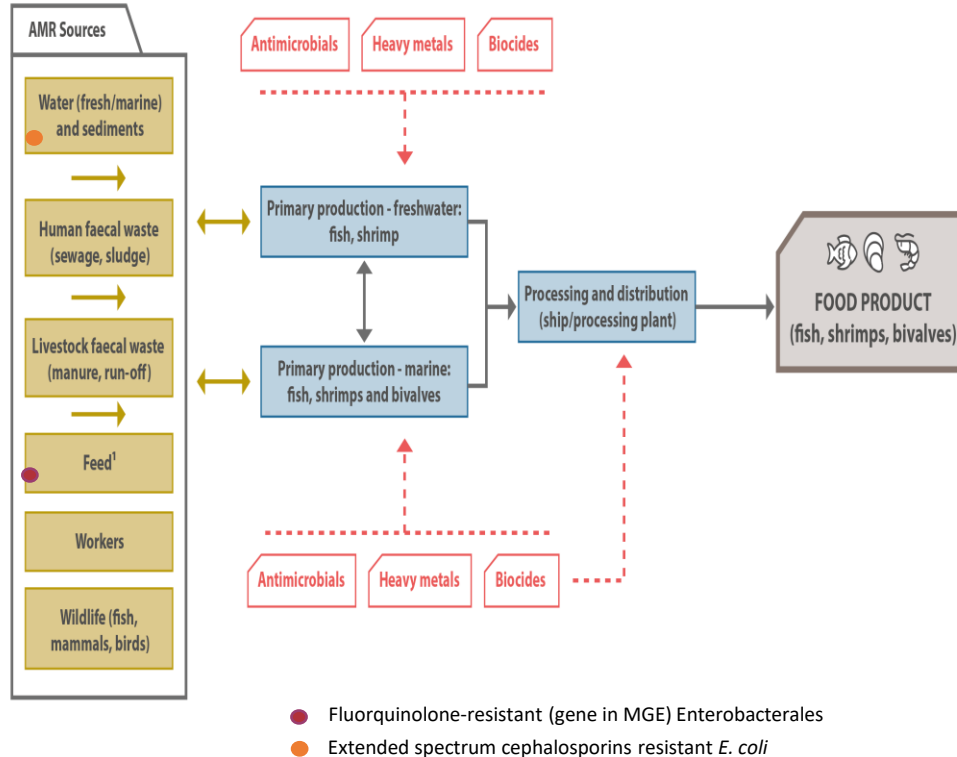 AMR Sources
Water (fresh/marine)
and sediments
Human faecal waste
(sewage, sludge)
Livestock faecal waste
(manure, run-off)
Feed¹
Workers
Wildlife (fish,
mammals, birds)
Antimicrobials
Heavy metals
Biocides
Primary production - freshwater:
fish, shrimp
Primary production - marine:
fish, shrimps and bivalves
Processing and distribution
(ship/processing plant)
FOOD PRODUCT
(fish, shrimps, bivalves)
Antimicrobials
Heavy metals
Biocides
Fluorquinolone-resistant (gene in MGE) Enterobacterales
Extended spectrum cephalosporins resistant E. coli